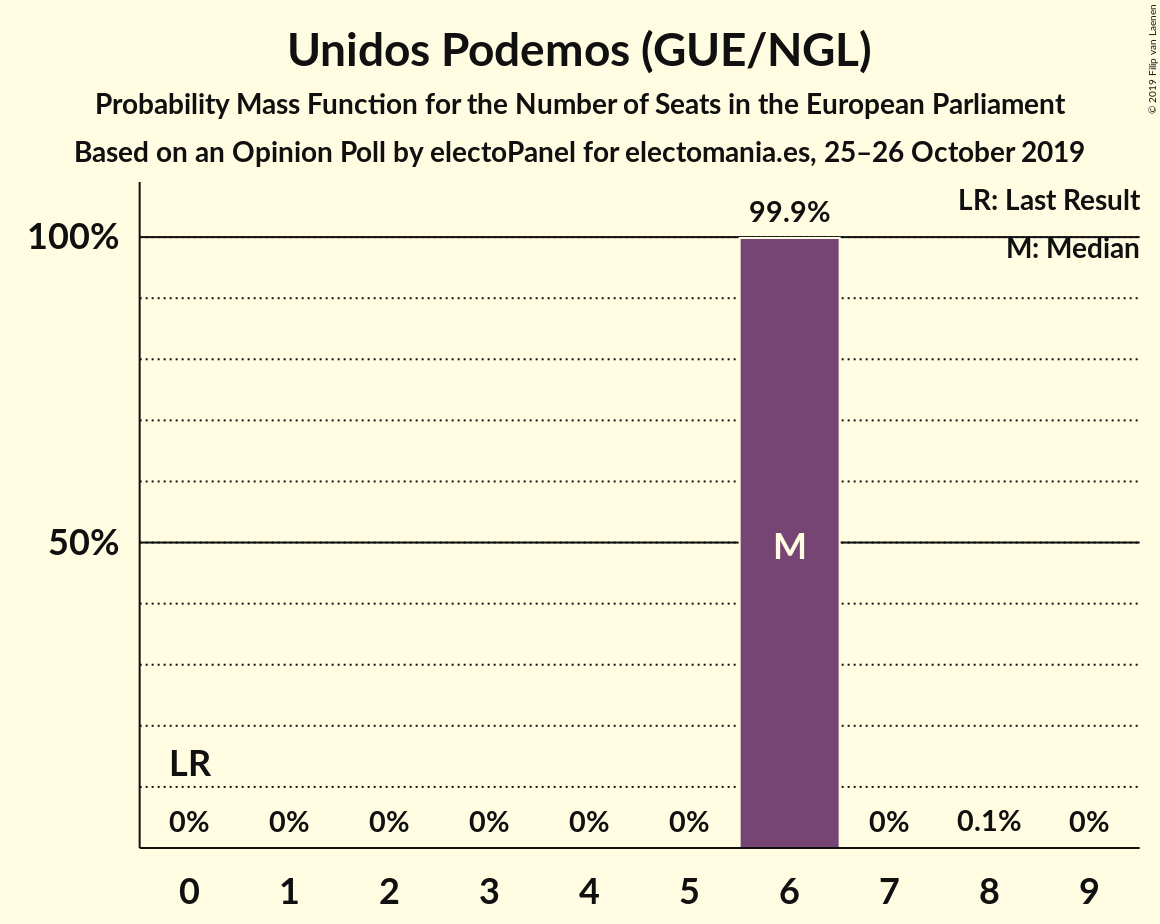 Unidos Podemos (GUE/NGL)
Probability Mass Function for the Number of Seats in the European Parliament
Based on an Opinion Poll by electoPanel for electomania.es, 25–26 October 2019
© 2019 Filip van Laenen
LR: Last Result
M: Median
99.9%
100%
50%
M
LR
0% 0% 0% 0% 0% 0% 0% 0.1% 0%
0 1 2 3 4 5 6 7 8 9